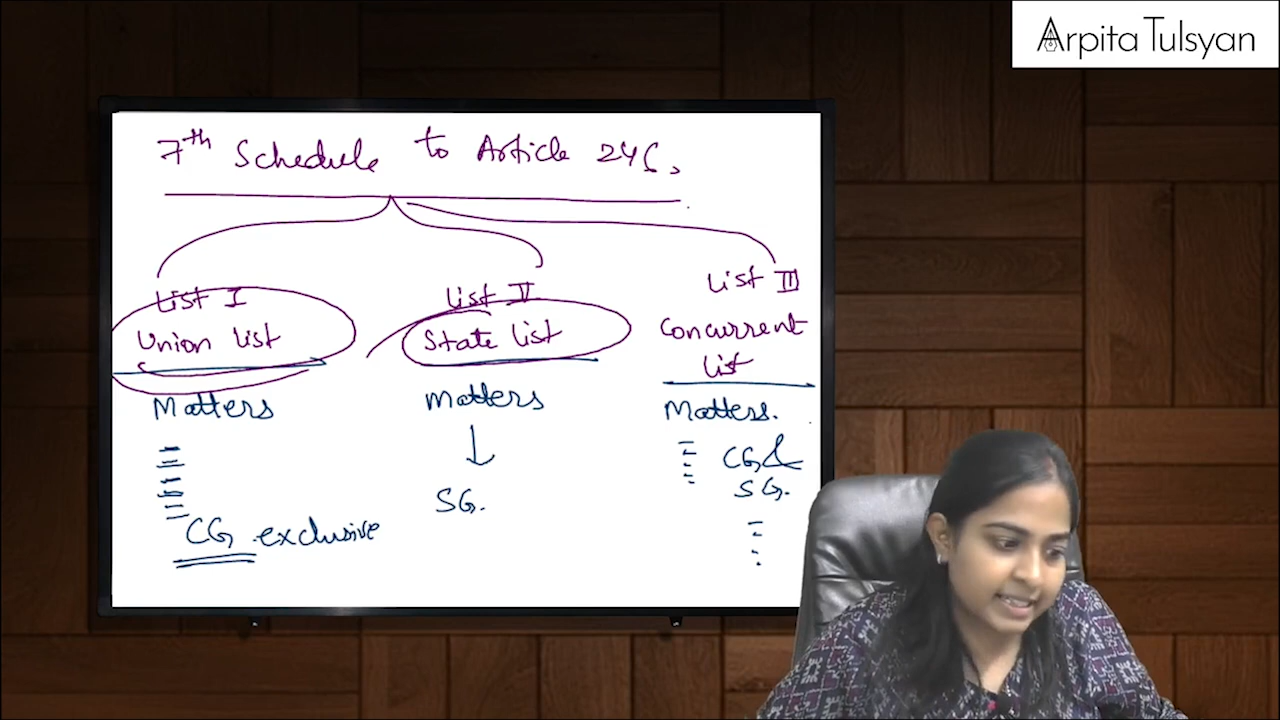 Arpita Tulsyan
7th Schedule to Article 246,
List I
Union list
Matters
CG exclusive
List II
State list
matters
SG.
List III
Concurrent
list
Matters.
CG &
SG.